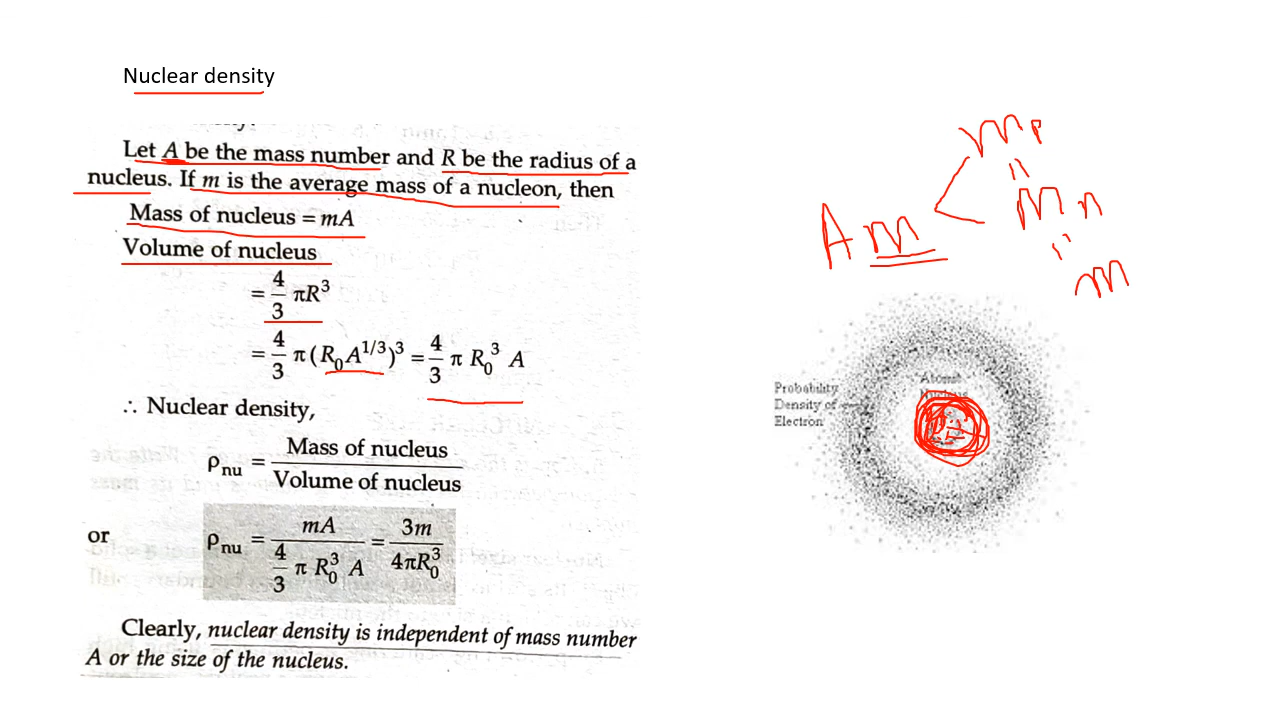 Nuclear density
Let A be the mass number and R be the radius of a
nucleus. If m is the average mass of a nucleon, then
Mass of nucleus = mA
Volume of nucleus
= 4/3 πR³
= 4/3 π (R₀A^1/3)³ = 4/3 π R₀³ A
∴ Nuclear density,
ρnu = Mass of nucleus / Volume of nucleus
or ρnu = mA / 4/3 π R₀³ A = 3m / 4πR₀³
Clearly, nuclear density is independent of mass number
A or the size of the nucleus.
mp
"
A m < mn
"
m
Atomic
Nucleus
Probability
Density of
Electron